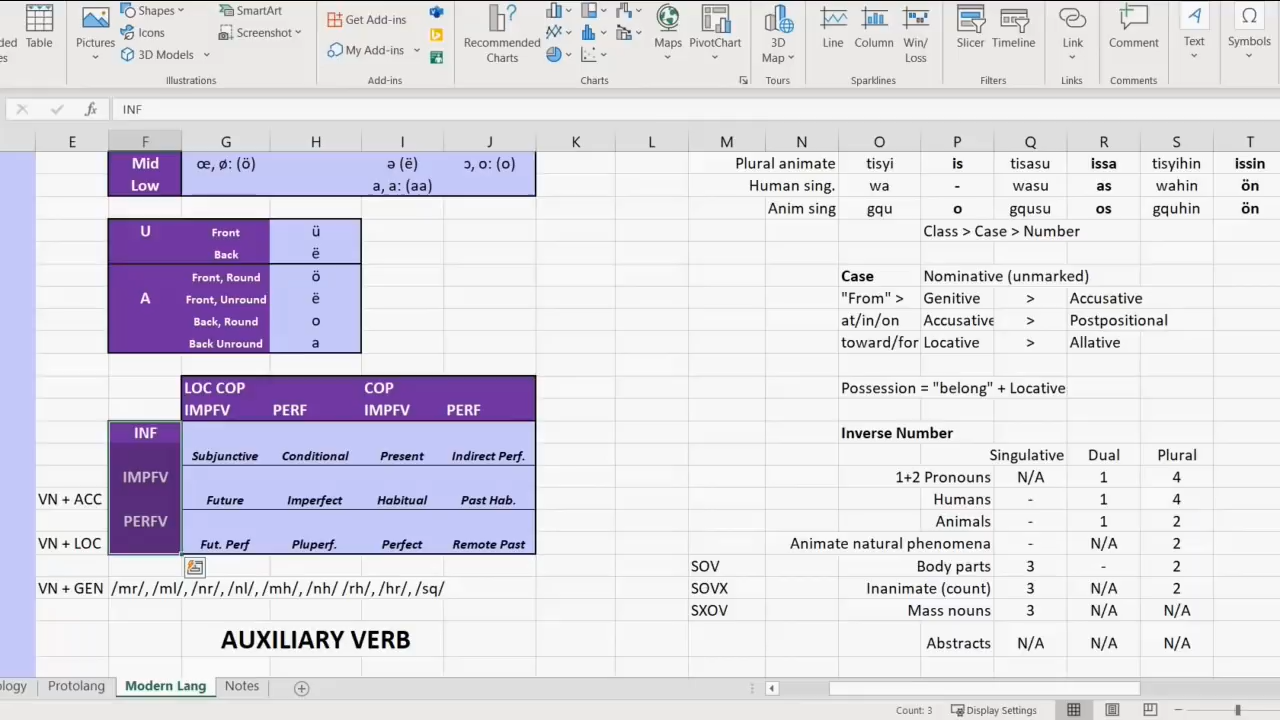 ded Table Pictures Shapes SmartArt Get Add-ins Recommended Maps PivotChart 3D Line Column Win/ Slicer Timeline Link Comment Text Symbols
Icons Screenshot Charts Map Loss
3D Models My Add-ins
Illustrations Add-ins Charts Tours Sparklines Filters Links Comments
fx INF
E F G H I J K L M N O P Q R S T
Mid œ, ø: (ö) ə (ë) ɔ, o: (o) Plural animate tisyi is tisasu issa tisyihin issin
Low a, a: (aa) Human sing. wa - wasu as wahin ön
Anim sing gqu o gqusu os gquhin ön
U Front ü Class > Case > Number
Back ë
Front, Round ö Case Nominative (unmarked)
A Front, Unround ë "From" > Genitive > Accusative
Back, Round o at/in/on Accusative > Postpositional
Back Unround a toward/for Locative > Allative
LOC COP COP Possession = "belong" + Locative
IMPFV PERF IMPFV PERF
INF Inverse Number
Subjunctive Conditional Present Indirect Perf. Singulative Dual Plural
IMPFV 1+2 Pronouns N/A 1 4
VN + ACC Future Imperfect Habitual Past Hab. Humans - 1 4
PERFV Animals - 1 2
VN + LOC Fut. Perf Pluperf. Perfect Remote Past Animate natural phenomena - N/A 2
SOV Body parts 3 - 2
VN + GEN /mr/, /ml/, /nr/, /nl/, /mh/, /nh/ /rh/, /hr/, /sq/ SOVX Inanimate (count) 3 N/A 2
SXOV Mass nouns 3 N/A N/A
AUXILIARY VERB Abstracts N/A N/A N/A
ology Protolang Modern Lang Notes
Count: 3 Display Settings